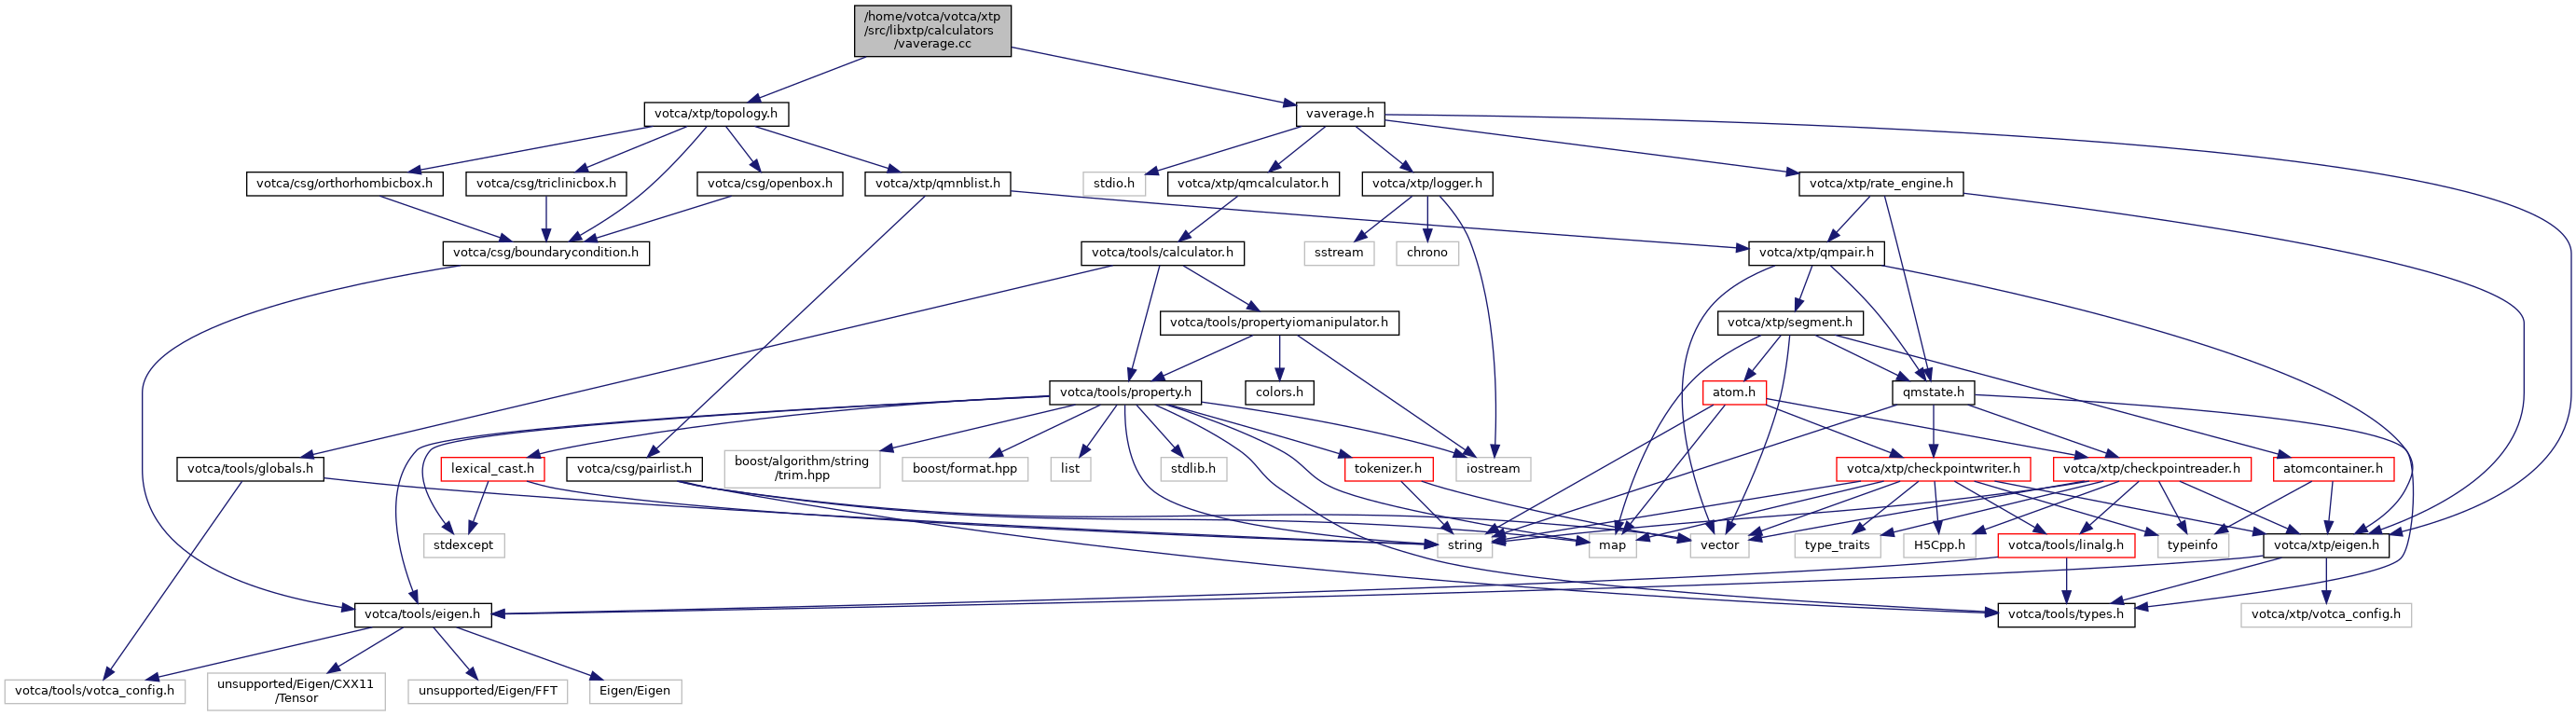 /home/votca/votca/xtp
/src/libxtp/calculators
/vaverage.cc
votca/xtp/topology.h
vaverage.h
votca/csg/orthorhombicbox.h
votca/csg/triclinicbox.h
votca/csg/openbox.h
votca/xtp/qmnblist.h
stdio.h
votca/xtp/qmcalculator.h
votca/xtp/logger.h
votca/xtp/rate_engine.h
votca/csg/boundarycondition.h
votca/tools/calculator.h
sstream
chrono
votca/xtp/qmpair.h
votca/tools/propertyiomanipulator.h
votca/xtp/segment.h
votca/tools/property.h
colors.h
atom.h
qmstate.h
votca/tools/globals.h
lexical_cast.h
votca/csg/pairlist.h
boost/algorithm/string
/trim.hpp
boost/format.hpp
list
stdlib.h
tokenizer.h
iostream
votca/xtp/checkpointwriter.h
votca/xtp/checkpointreader.h
atomcontainer.h
stdexcept
string
map
vector
type_traits
H5Cpp.h
votca/tools/linalg.h
typeinfo
votca/xtp/eigen.h
votca/tools/eigen.h
votca/tools/types.h
votca/xtp/votca_config.h
votca/tools/votca_config.h
unsupported/Eigen/CXX11
/Tensor
unsupported/Eigen/FFT
Eigen/Eigen